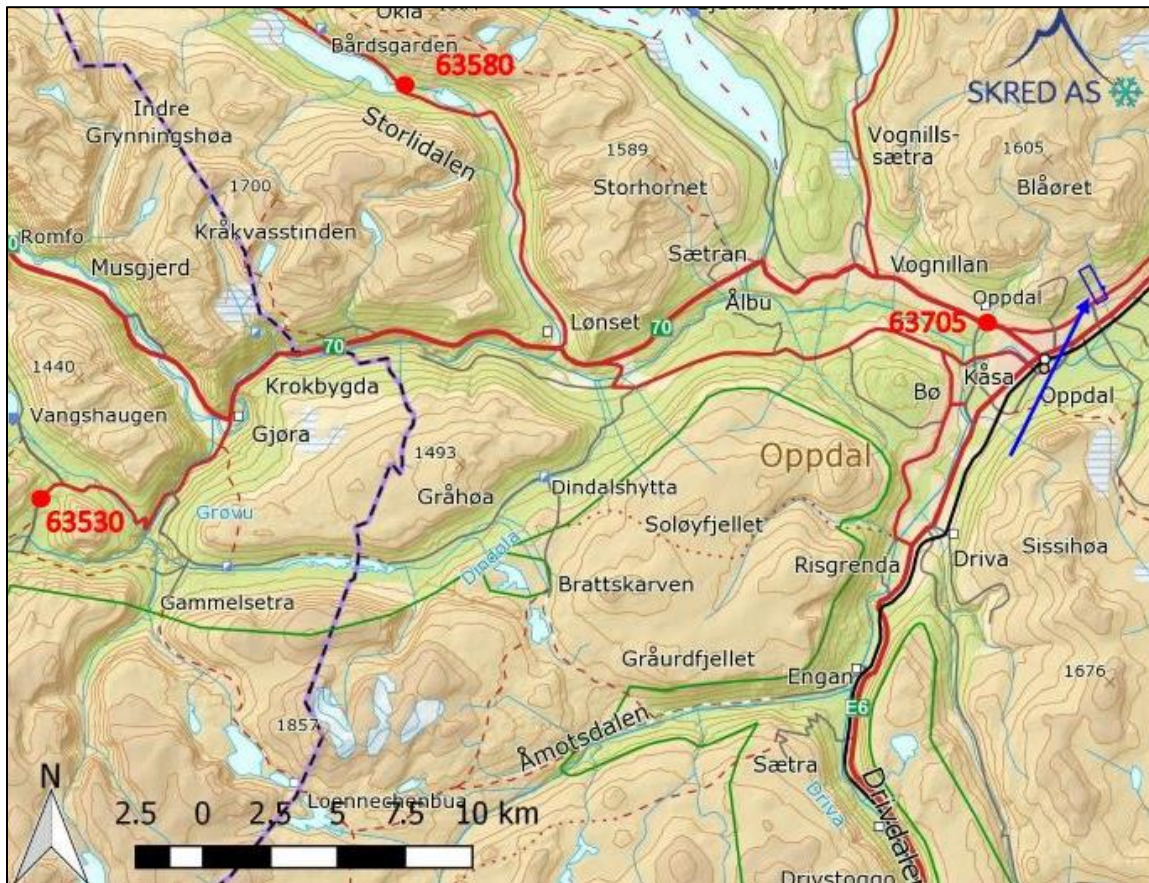 Okla
Bårdsgarden
63580
SKRED AS
Indre
Grynningshøa
Storlidalen
Vognills-
sætra
1605
Blåøret
1589
Storhornet
1700
Kråkvasstinden
Romfo
Musgjerd
Sætran
Vognillan
Oppdal
63705
Ålbu
Lønset
70
70
1440
Krokbygda
Bø
Kåsa
Oppdal
Vangshaugen
Gjøra
1493
Gråhøa
Oppdal
Dindalshytta
63530
Grøvu
Soløyfjellet
Dindøla
Risgrenda
Driva
Sissihøa
Brattskarven
Gammelsetra
Gråurdfjellet
Engan
1676
E6
1857
Åmotsdalen
Sætra
N
Loennechenbua
Driva
Drivdalen
2.5 0 2.5 5 7.5 10 km